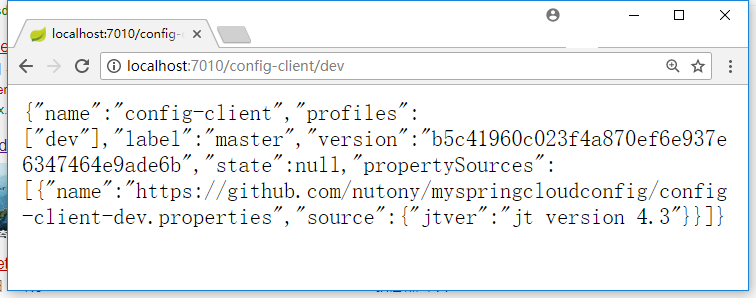 localhost:7010/config-
localhost:7010/config-client/dev
{"name":"config-client","profiles":
["dev"],"label":"master","version":"b5c41960c023f4a870ef6e937e
6347464e9ade6b","state":null,"propertySources":
[{"name":"https://github.com/nutony/myspringcloudconfig/config
-client-dev.properties","source":{"jtver":"jt version 4.3"}}]}